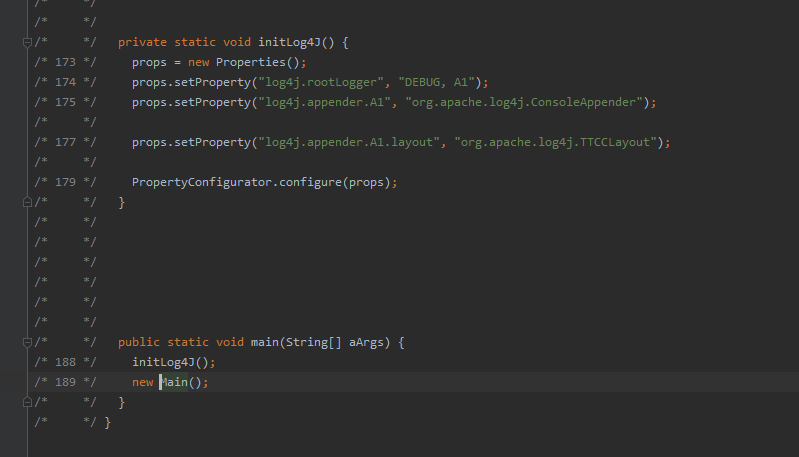 /*     */
/*     */
/*     */   private static void initLog4J() {
/* 173 */     props = new Properties();
/* 174 */     props.setProperty("log4j.rootLogger", "DEBUG, A1");
/* 175 */     props.setProperty("log4j.appender.A1", "org.apache.log4j.ConsoleAppender");
/*     */
/* 177 */     props.setProperty("log4j.appender.A1.layout", "org.apache.log4j.TTCCLayout");
/*     */
/* 179 */     PropertyConfigurator.configure(props);
/*     */   }
/*     */
/*     */
/*     */
/*     */
/*     */
/*     */
/*     */   public static void main(String[] aArgs) {
/* 188 */     initLog4J();
/* 189 */     new Main();
/*     */   }
/*     */ }